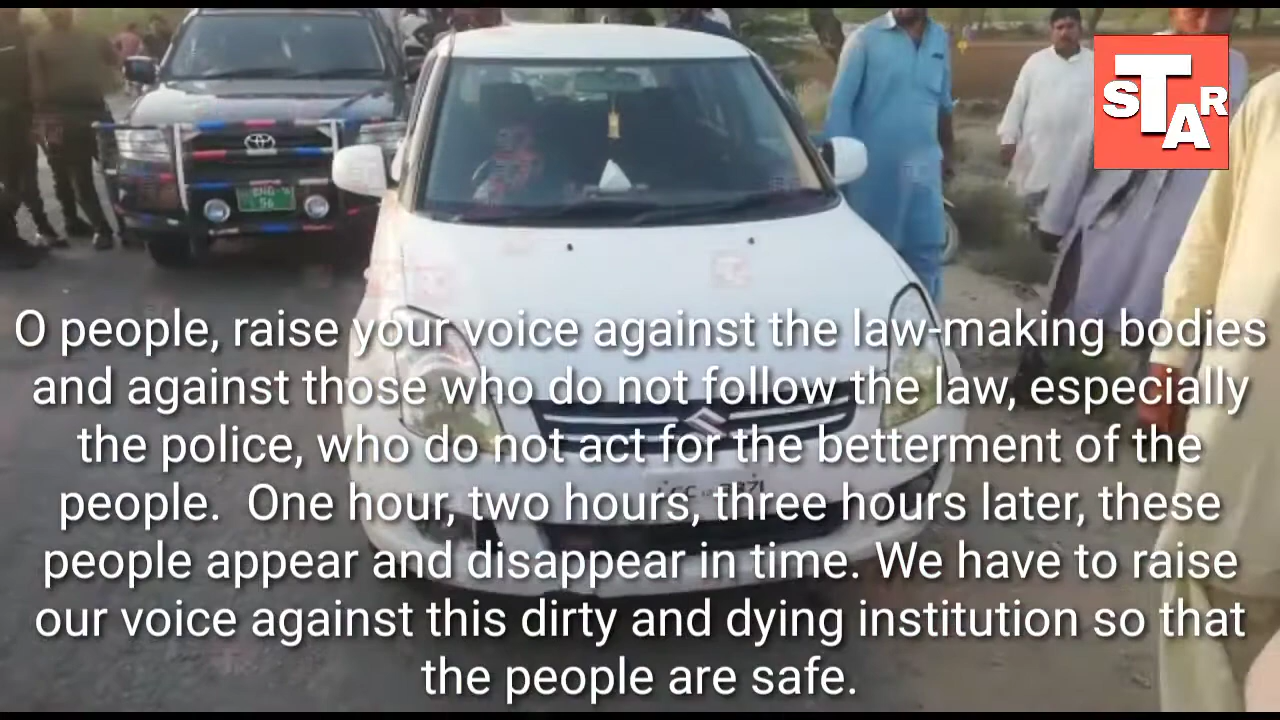 STAR
O people, raise your voice against the law-making bodies
and against those who do not follow the law, especially
the police, who do not act for the betterment of the
people.  One hour, two hours, three hours later, these
people appear and disappear in time. We have to raise
our voice against this dirty and dying institution so that
the people are safe.